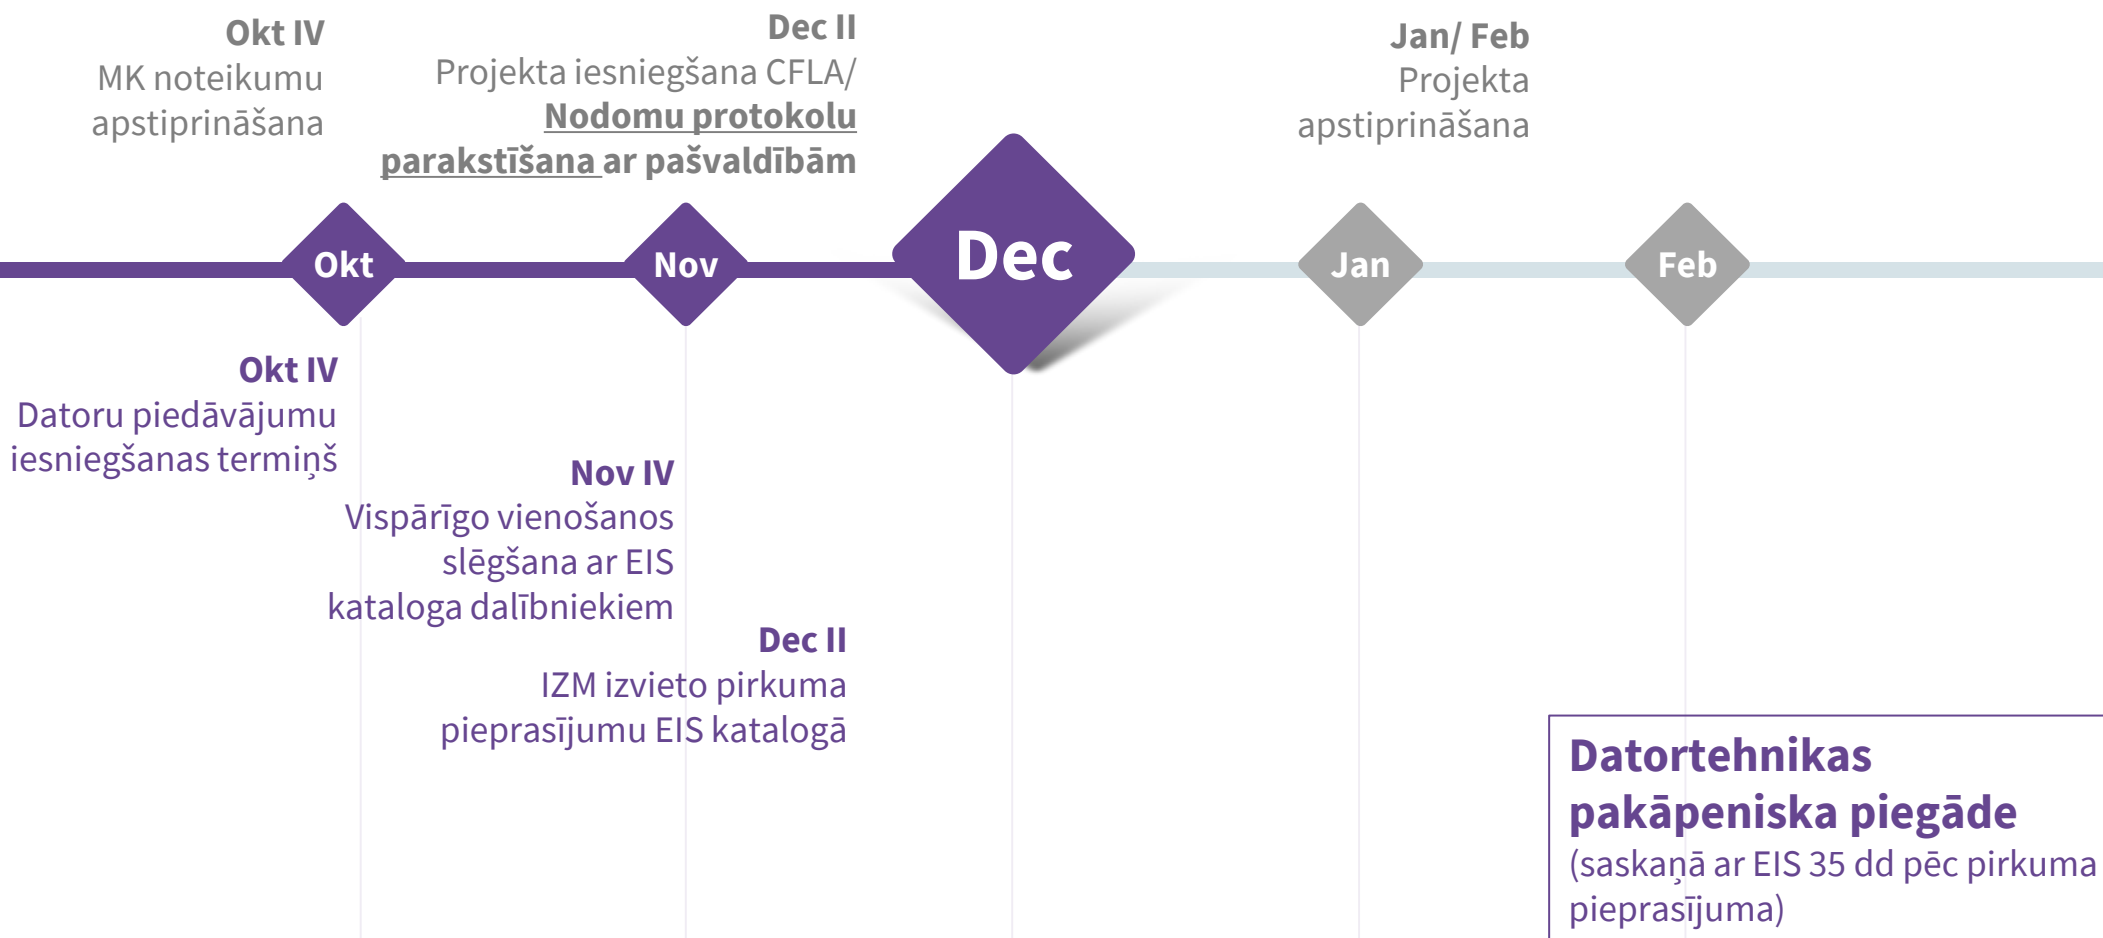 Okt IV
MK noteikumu
apstiprināšana
Dec II
Projekta iesniegšana CFLA/
Nodomu protokolu
parakstīšana ar pašvaldībām
Jan/ Feb
Projekta
apstiprināšana
Okt
Nov
Dec
Jan
Feb
Okt IV
Datoru piedāvājumu
iesniegšanas termiņš
Nov IV
Vispārīgo vienošanos
slēgšana ar EIS
kataloga dalībniekiem
Dec II
IZM izvieto pirkuma
pieprasījumu EIS katalogā
Datortehnikas
pakāpeniska piegāde
(saskaņā ar EIS 35 dd pēc pirkuma
pieprasījuma)